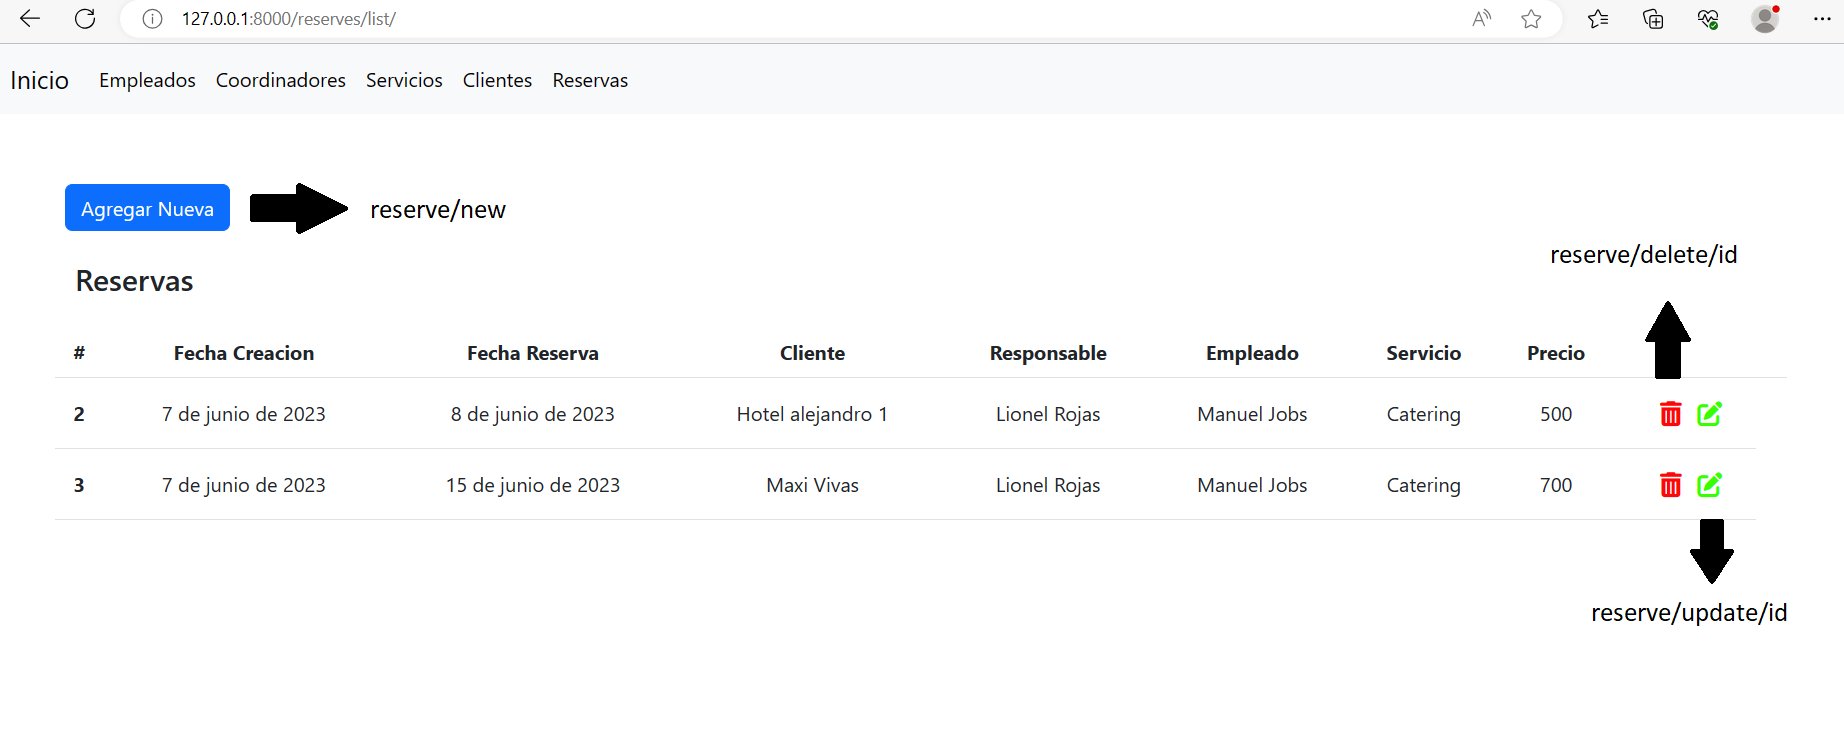 127.0.0.1:8000/reserves/list/
Inicio Empleados Coordinadores Servicios Clientes Reservas
Agregar Nueva reserve/new
reserve/delete/id
Reservas
# Fecha Creacion Fecha Reserva Cliente Responsable Empleado Servicio Precio
2 7 de junio de 2023 8 de junio de 2023 Hotel alejandro 1 Lionel Rojas Manuel Jobs Catering 500
3 7 de junio de 2023 15 de junio de 2023 Maxi Vivas Lionel Rojas Manuel Jobs Catering 700
reserve/update/id